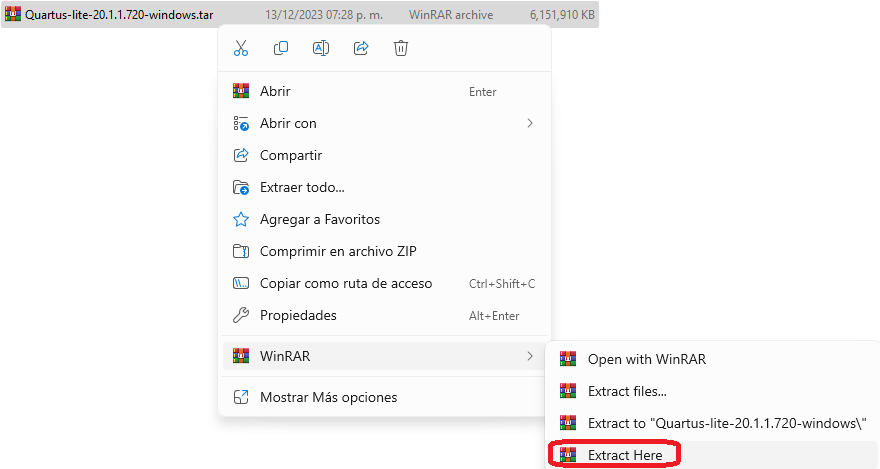 Quartus-lite-20.1.1.720-windows.tar 13/12/2023 07:28 p. m. WinRAR archive 6,151,910 KB
Abrir Enter
Abrir con
Compartir
Extraer todo...
Agregar a Favoritos
Comprimir en archivo ZIP
Copiar como ruta de acceso Ctrl+Shift+C
Propiedades Alt+Enter
WinRAR
Mostrar Más opciones
Open with WinRAR
Extract files...
Extract to "Quartus-lite-20.1.1.720-windows\"
Extract Here